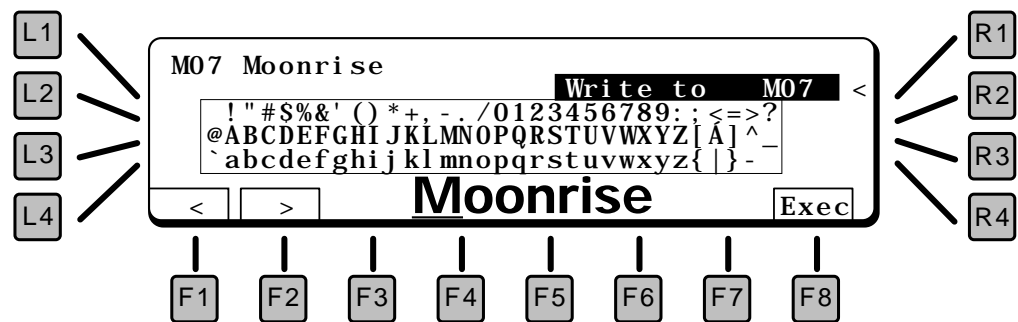 L1
L2
L3
L4
M07 Moonrise
Write to M07 <
!"#$%&'()*+,-./0123456789:;<=>?
@ABCDEFGHIJKLMNOPQRSTUVWXYZ[Á]^_
`abcdefghijklmnopqrstuvwxyz{|}-
< > Moonrise Exec
R1
R2
R3
R4
F1 F2 F3 F4 F5 F6 F7 F8